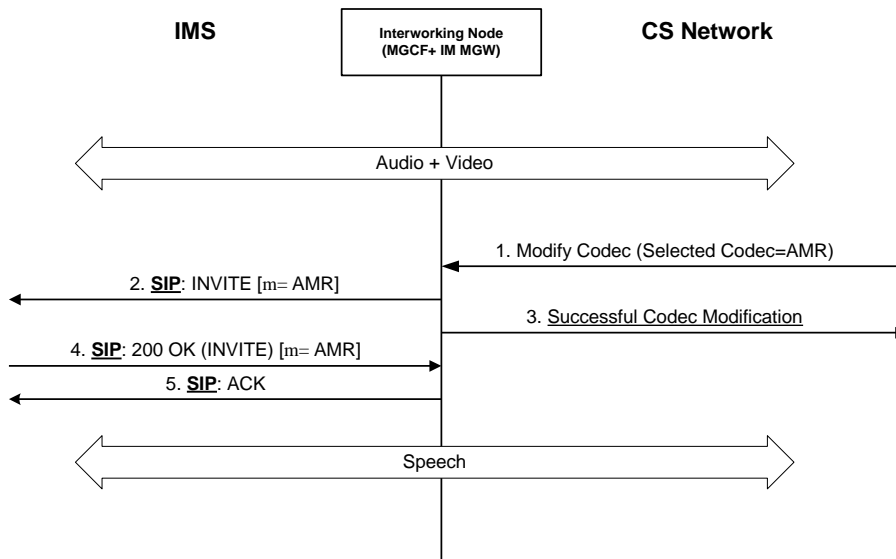 IMS
Interworking Node
(MGCF+ IM MGW)
CS Network
Audio + Video
1. Modify Codec (Selected Codec=AMR)
2. SIP: INVITE [m= AMR]
3. Successful Codec Modification
4. SIP: 200 OK (INVITE) [m= AMR]
5. SIP: ACK
Speech